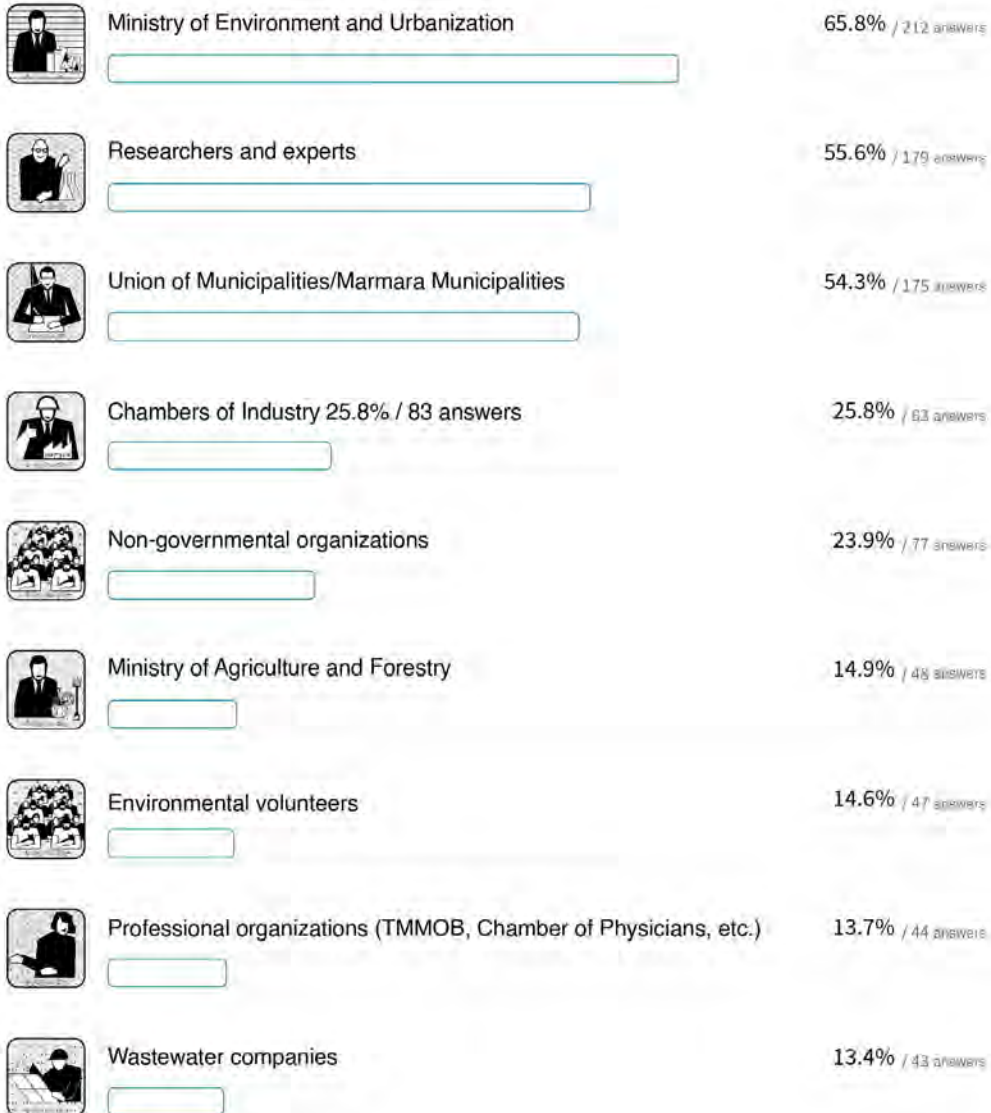 Ministry of Environment and Urbanization 65.8% / 212 answers
Researchers and experts 55.6% / 179 answers
Union of Municipalities/Marmara Municipalities 54.3% / 175 answers
Chambers of Industry 25.8% / 83 answers 25.8% / 83 answers
Non-governmental organizations 23.9% / 77 answers
Ministry of Agriculture and Forestry 14.9% / 48 answers
Environmental volunteers 14.6% / 47 answers
Professional organizations (TMMOB, Chamber of Physicians, etc.) 13.7% / 44 answers
Wastewater companies 13.4% / 43 answers